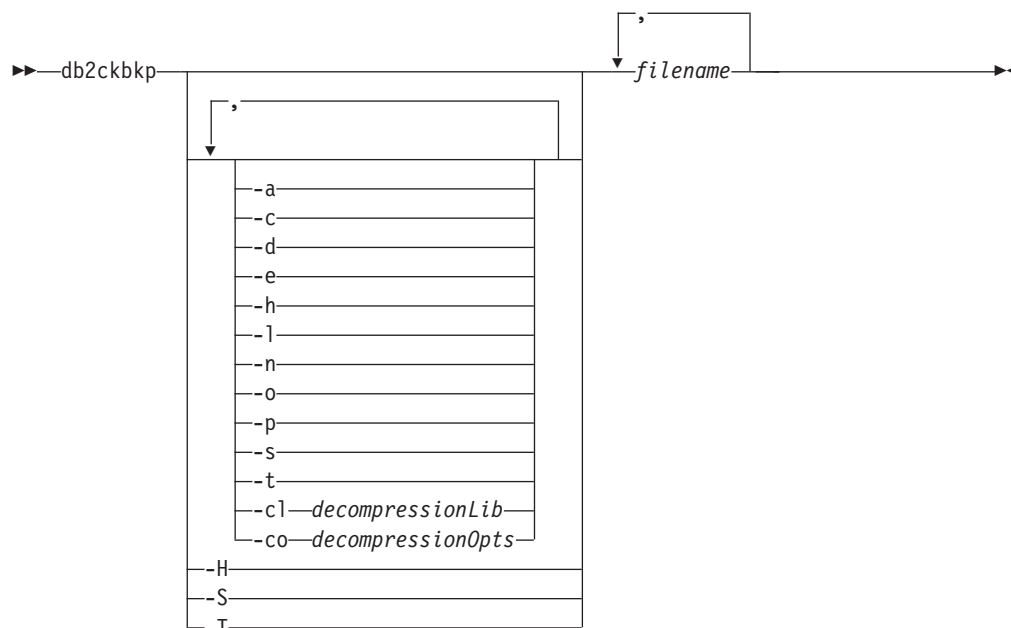 ,
db2ckbkp filename
,
-a
-c
-d
-e
-h
-l
-n
-o
-p
-s
-t
-cl decompressionLib
-co decompressionOpts
-H
-S
-T